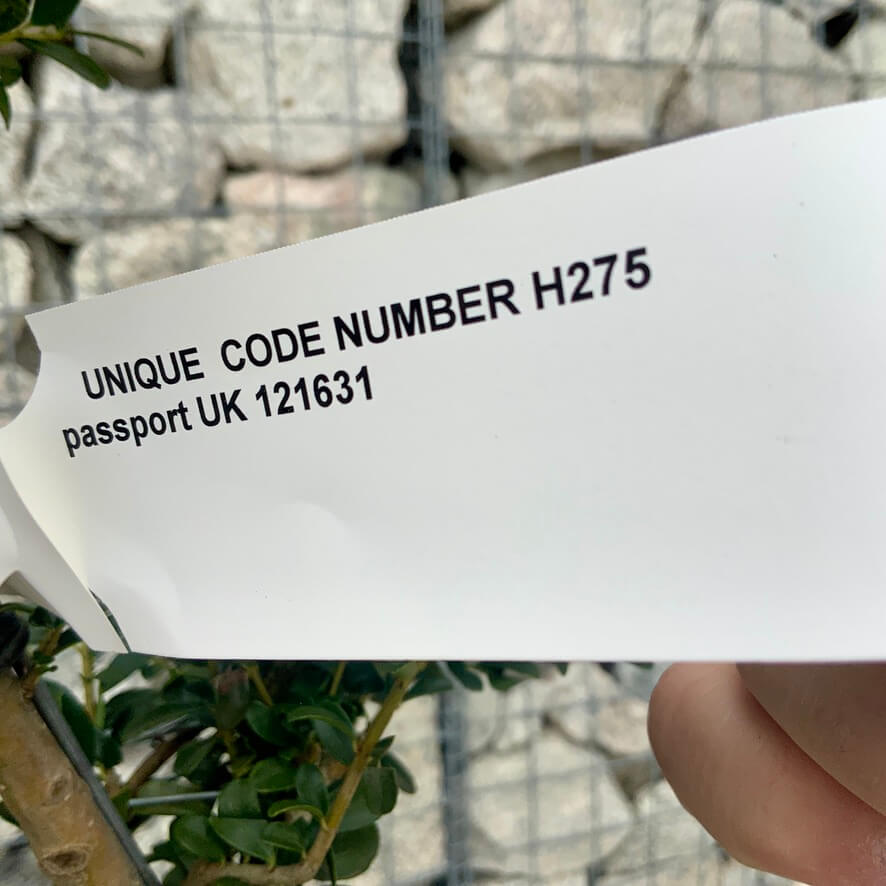 UNIQUE  CODE NUMBER H275
passport UK 121631